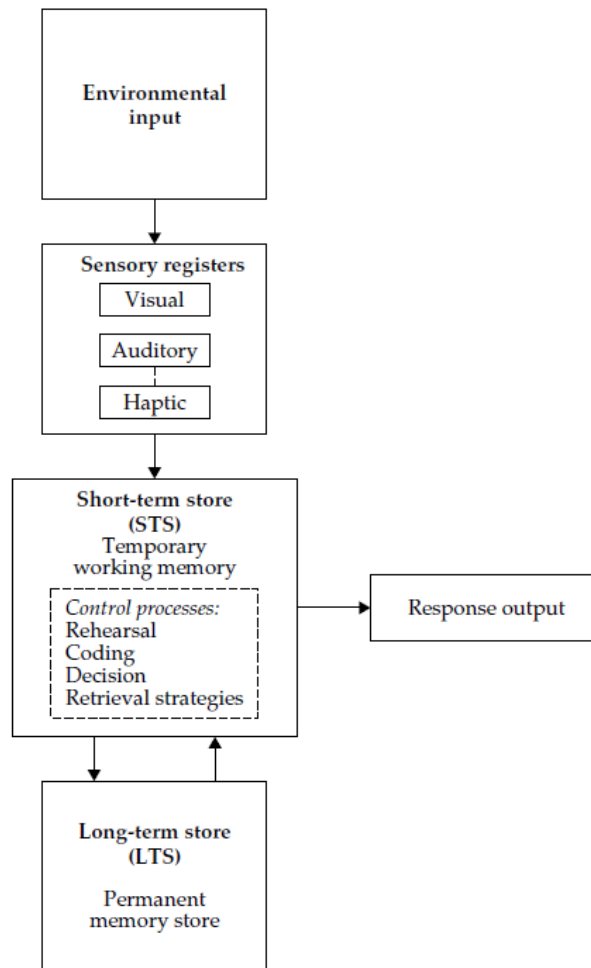 Environmental
input
Sensory registers
Visual
Auditory
Haptic
Short-term store
(STS)
Temporary
working memory
Control processes:
Rehearsal
Coding
Decision
Retrieval strategies
Response output
Long-term store
(LTS)
Permanent
memory store